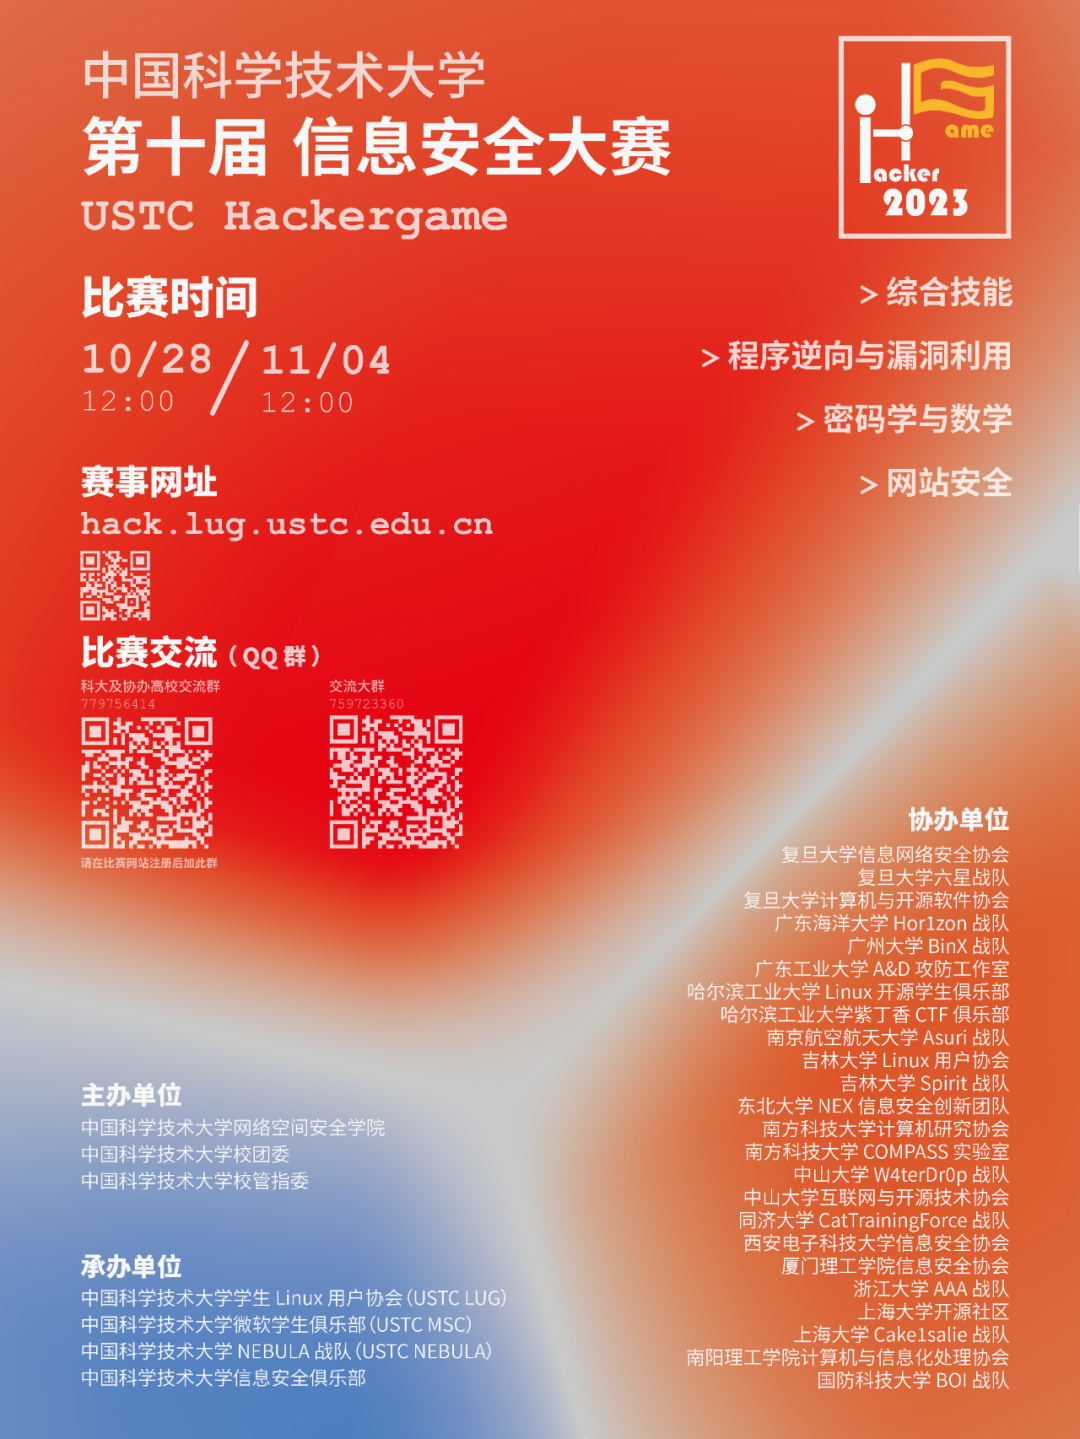 中国科学技术大学
第十届 信息安全大赛
USTC Hackergame
Game
Hacker
2023
比赛时间
10/28 / 11/04
12:00 12:00
> 综合技能
> 程序逆向与漏洞利用
> 密码学与数学
> 网站安全
赛事网址
hack.lug.ustc.edu.cn
比赛交流（QQ 群）
科大及协办高校交流群
779756414
交流大群
759723360
请在比赛网站注册后加此群
协办单位
复旦大学信息网络安全协会
复旦大学六星战队
复旦大学计算机与开源软件协会
广东海洋大学 Hor1zon 战队
广州大学 BinX 战队
广东工业大学 A&D 攻防工作室
哈尔滨工业大学 Linux 开源学生俱乐部
哈尔滨工业大学紫丁香 CTF 俱乐部
南京航空航天大学 Asuri 战队
吉林大学 Linux 用户协会
吉林大学 Spirit 战队
东北大学 NEX 信息安全创新团队
南方科技大学计算机研究协会
南方科技大学 COMPASS 实验室
中山大学 W4terDr0p 战队
中山大学互联网与开源技术协会
同济大学 CatTrainingForce 战队
西安电子科技大学信息安全协会
厦门理工学院信息安全协会
浙江大学 AAA 战队
上海大学开源社区
上海大学 Cake1salie 战队
南阳理工学院计算机与信息化处理协会
国防科技大学 BOI 战队
主办单位
中国科学技术大学网络空间安全学院
中国科学技术大学校团委
中国科学技术大学校管指委
承办单位
中国科学技术大学学生 Linux 用户协会（USTC LUG）
中国科学技术大学微软学生俱乐部（USTC MSC）
中国科学技术大学 NEBULA 战队（USTC NEBULA）
中国科学技术大学信息安全俱乐部